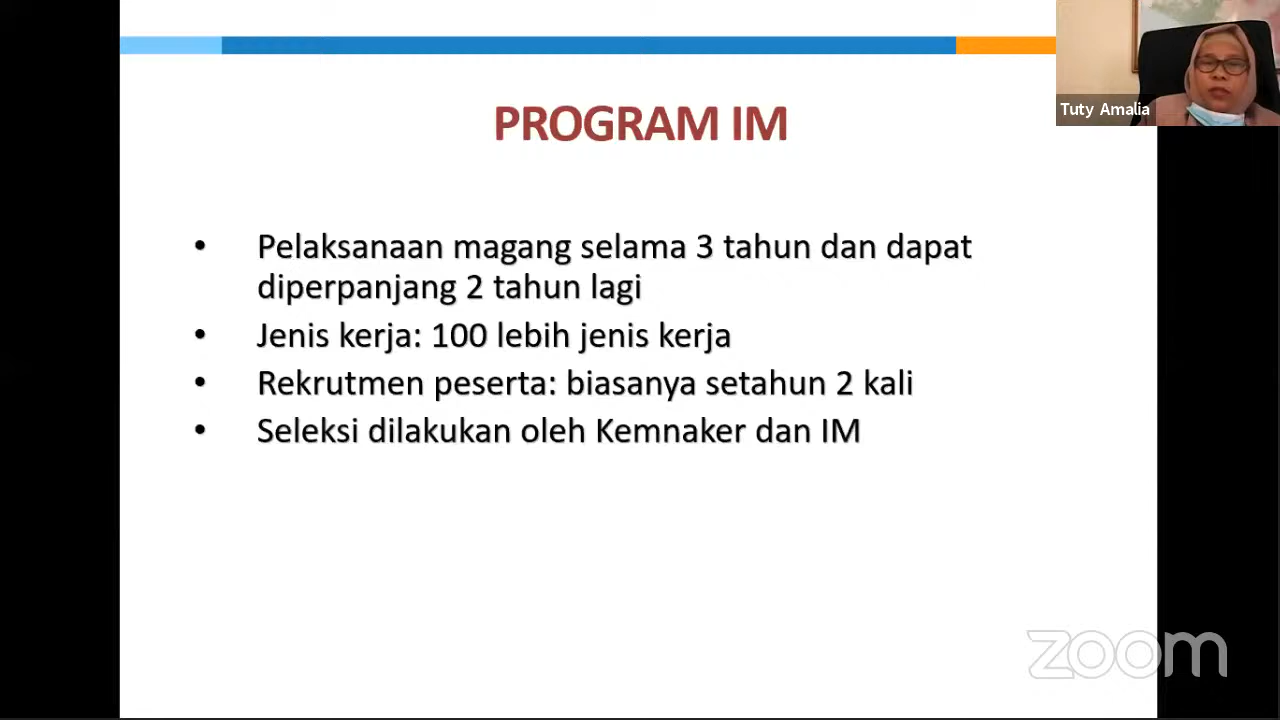 Tuty Amalia
PROGRAM IM
• Pelaksanaan magang selama 3 tahun dan dapat
diperpanjang 2 tahun lagi
• Jenis kerja: 100 lebih jenis kerja
• Rekrutmen peserta: biasanya setahun 2 kali
• Seleksi dilakukan oleh Kemnaker dan IM
zoom